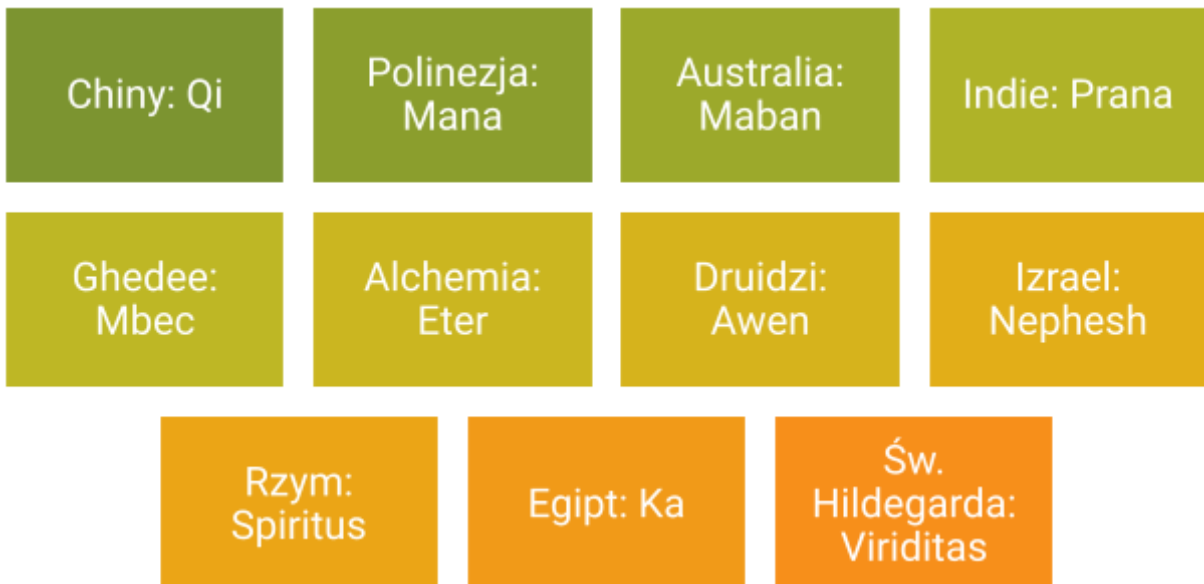 Chiny: Qi
Polinezja:
Mana
Australia:
Maban
Indie: Prana
Ghedee:
Mbec
Alchemia:
Eter
Druidzi:
Awen
Izrael:
Nephesh
Rzym:
Spiritus
Egipt: Ka
Św.
Hildegarda:
Viriditas